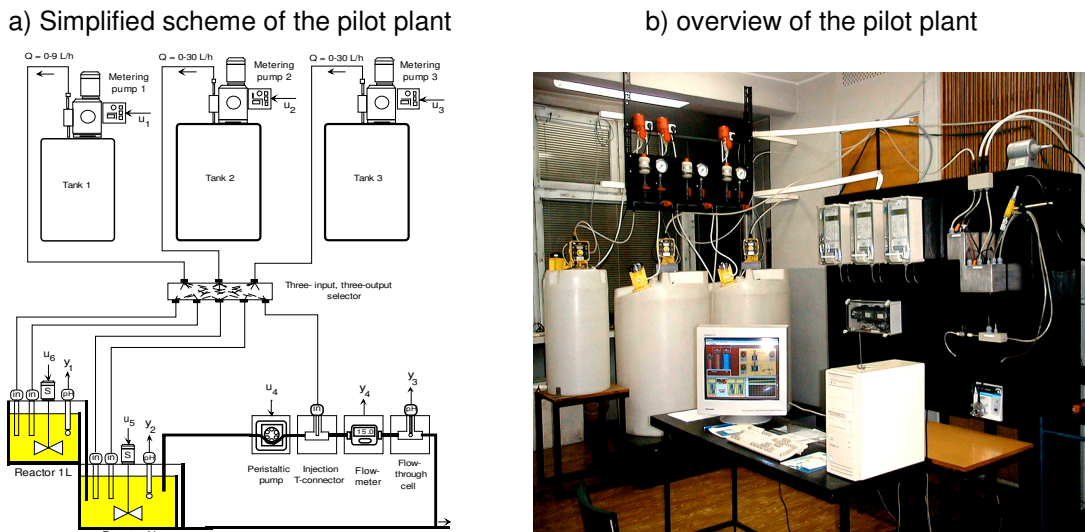 a) Simplified scheme of the pilot plant
b) overview of the pilot plant
Q = 0-9 L/h
Q = 0-30 L/h
Q = 0-30 L/h
Metering
pump 1
Metering
pump 2
Metering
pump 3
u1
u2
u3
Tank 1
Tank 2
Tank 3
Three- input, three-output
selector
u6
y1
in
in
S
pH
Reactor 1L
u5
y2
in
in
S
pH
u4
in
y4
15.0
y3
pH
Peristaltic
pump
Injection
T-connector
Flow-
meter
Flow-
through
cell